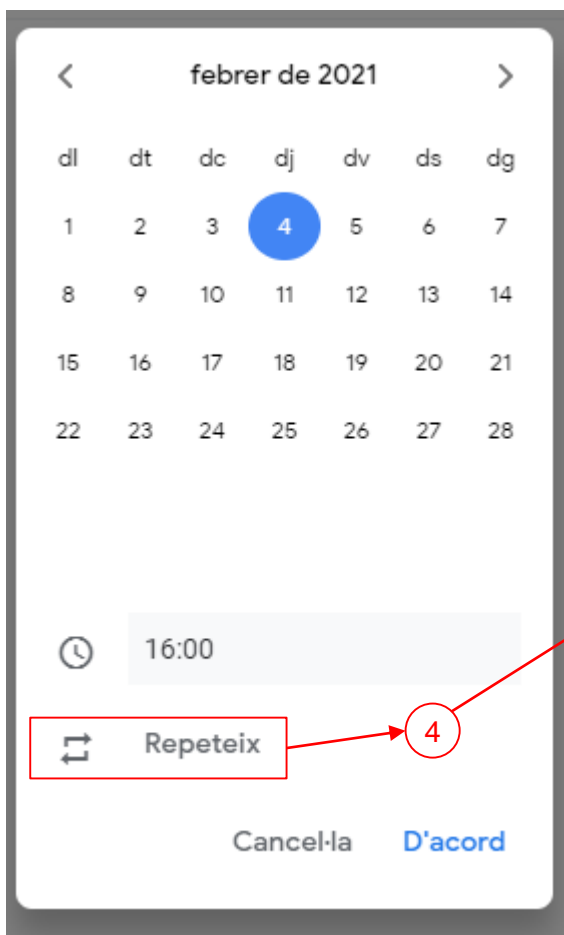 febrer de 2021
dl dt dc dj dv ds dg
1 2 3 4 5 6 7
8 9 10 11 12 13 14
15 16 17 18 19 20 21
22 23 24 25 26 27 28
16:00
Repeteix
4
Cancel·la D'acord